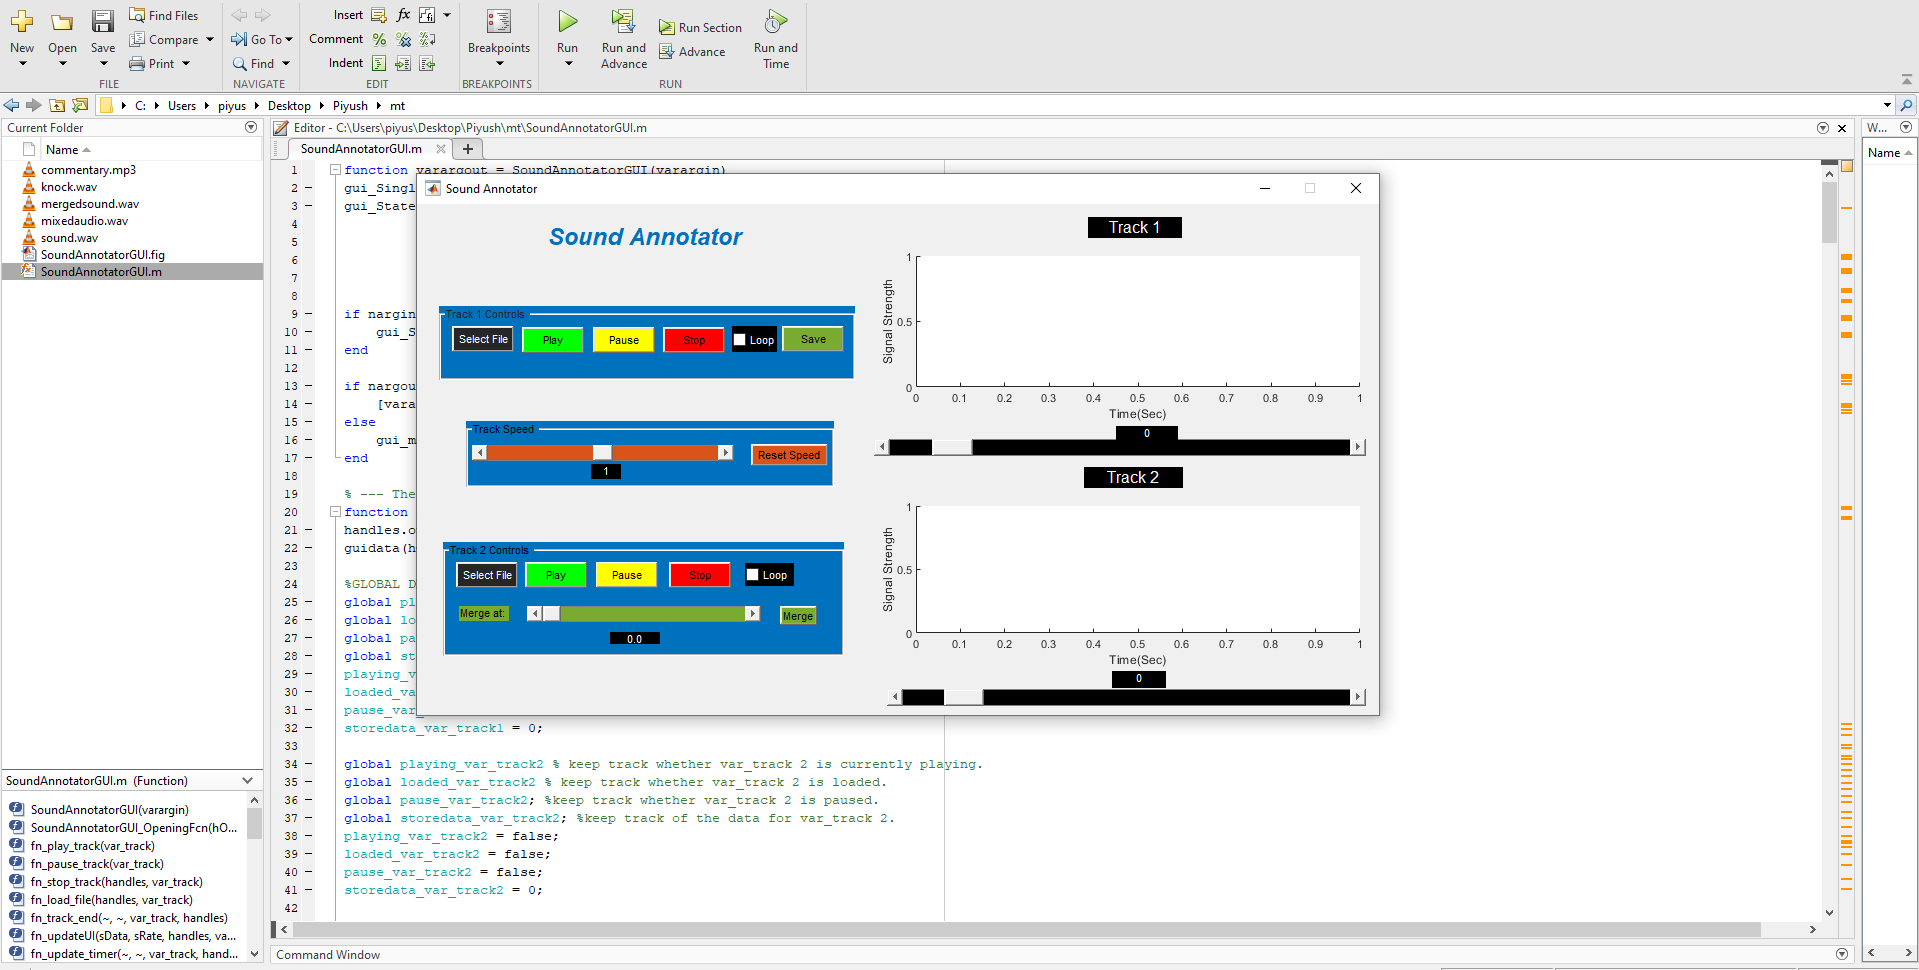 New
Open
Save
Find Files
Compare
Print
FILE
Go To
Find
NAVIGATE
Insert
fx
Comment
Indent
EDIT
Breakpoints
BREAKPOINTS
Run
Run and
Advance
Run Section
Advance
Run and
Time
RUN
C:
Users
piyus
Desktop
Piyush
mt
Current Folder
Name
commentary.mp3
knock.wav
mergedsound.wav
mixedaudio.wav
sound.wav
SoundAnnotatorGUI.fig
SoundAnnotatorGUI.m
SoundAnnotatorGUI.m (Function)
SoundAnnotatorGUI(varargin)
SoundAnnotatorGUI_OpeningFcn(hO...
fn_play_track(var_track)
fn_pause_track(var_track)
fn_stop_track(handles, var_track)
fn_load_file(handles, var_track)
fn_track_end(~, ~, var_track, handles)
fn_updateUI(sData, sRate, handles, va...
fn_update_timer(~, ~, var_track, hand...
Editor - C:\Users\piyus\Desktop\Piyush\mt\SoundAnnotatorGUI.m
SoundAnnotatorGUI.m
1 function varargout = SoundAnnotatorGUI(varargin)
2 – gui_Singl
3 – gui_State
4
5
6
7
8
9 – if nargin
10 – gui_S
11 – end
12
13 – if nargou
14 – [vara
15 – else
16 – gui_m
17 – end
18
19 % --- The
20 function
21 – handles.o
22 – guidata(h
23
24 %GLOBAL D
25 – global pl
26 – global lo
27 – global pa
28 – global st
29 – playing_v
30 – loaded_va
31 – pause_var
32 – storedata_var_track1 = 0;
33
34 – global playing_var_track2 % keep track whether var_track 2 is currently playing.
35 – global loaded_var_track2 % keep track whether var_track 2 is loaded.
36 – global pause_var_track2; %keep track whether var_track 2 is paused.
37 – global storedata_var_track2; %keep track of the data for var_track 2.
38 – playing_var_track2 = false;
39 – loaded_var_track2 = false;
40 – pause_var_track2 = false;
41 – storedata_var_track2 = 0;
42
Sound Annotator
Sound Annotator
Track 1 Controls
Select File
Play
Pause
Stop
Loop
Save
Track Speed
1
Reset Speed
Track 2 Controls
Select File
Play
Pause
Stop
Loop
Merge at:
Merge
0.0
Track 1
Signal Strength
1
0.5
0
0 0.1 0.2 0.3 0.4 0.5 0.6 0.7 0.8 0.9 1
Time(Sec)
0
Track 2
Signal Strength
1
0.5
0
0 0.1 0.2 0.3 0.4 0.5 0.6 0.7 0.8 0.9 1
Time(Sec)
0
Command Window
W...
Name